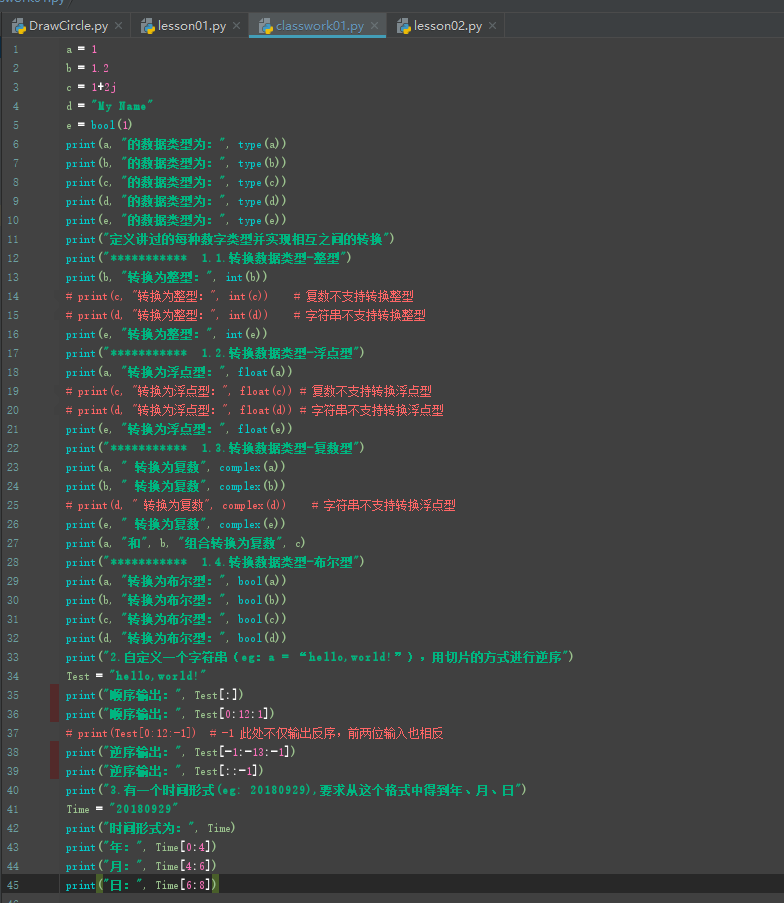 DrawCircle.py × lesson01.py × classwork01.py × lesson02.py ×
1 a = 1
2 b = 1.2
3 c = 1+2j
4 d = "My Name"
5 e = bool(1)
6 print(a, "的数据类型为：", type(a))
7 print(b, "的数据类型为：", type(b))
8 print(c, "的数据类型为：", type(c))
9 print(d, "的数据类型为：", type(d))
10 print(e, "的数据类型为：", type(e))
11 print("定义讲过的每种数字类型并实现相互之间的转换")
12 print("*********** 1.1.转换数据类型-整型")
13 print(b, "转换为整型：", int(b))
14 # print(c, "转换为整型：", int(c)) # 复数不支持转换整型
15 # print(d, "转换为整型：", int(d)) # 字符串不支持转换整型
16 print(e, "转换为整型：", int(e))
17 print("*********** 1.2.转换数据类型-浮点型")
18 print(a, "转换为浮点型：", float(a))
19 # print(c, "转换为浮点型：", float(c)) # 复数不支持转换浮点型
20 # print(d, "转换为浮点型：", float(d)) # 字符串不支持转换浮点型
21 print(e, "转换为浮点型：", float(e))
22 print("*********** 1.3.转换数据类型-复数型")
23 print(a, " 转换为复数", complex(a))
24 print(b, " 转换为复数", complex(b))
25 # print(d, " 转换为复数", complex(d)) # 字符串不支持转换浮点型
26 print(e, " 转换为复数", complex(e))
27 print(a, "和", b, "组合转换为复数", c)
28 print("*********** 1.4.转换数据类型-布尔型")
29 print(a, "转换为布尔型：", bool(a))
30 print(b, "转换为布尔型：", bool(b))
31 print(c, "转换为布尔型：", bool(c))
32 print(d, "转换为布尔型：", bool(d))
33 print("2.自定义一个字符串（eg：a = “hello,world!”），用切片的方式进行逆序")
34 Test = "hello,world!"
35 print("顺序输出：", Test[:])
36 print("顺序输出：", Test[0:12:1])
37 # print(Test[0:12:-1]) # -1 此处不仅输出反序，前两位输入也相反
38 print("逆序输出：", Test[-1:-13:-1])
39 print("逆序输出：", Test[::-1])
40 print("3.有一个时间形式(eg: 20180929),要求从这个格式中得到年、月、日")
41 Time = "20180929"
42 print("时间形式为：", Time)
43 print("年：", Time[0:4])
44 print("月：", Time[4:6])
45 print("日：", Time[6:8])